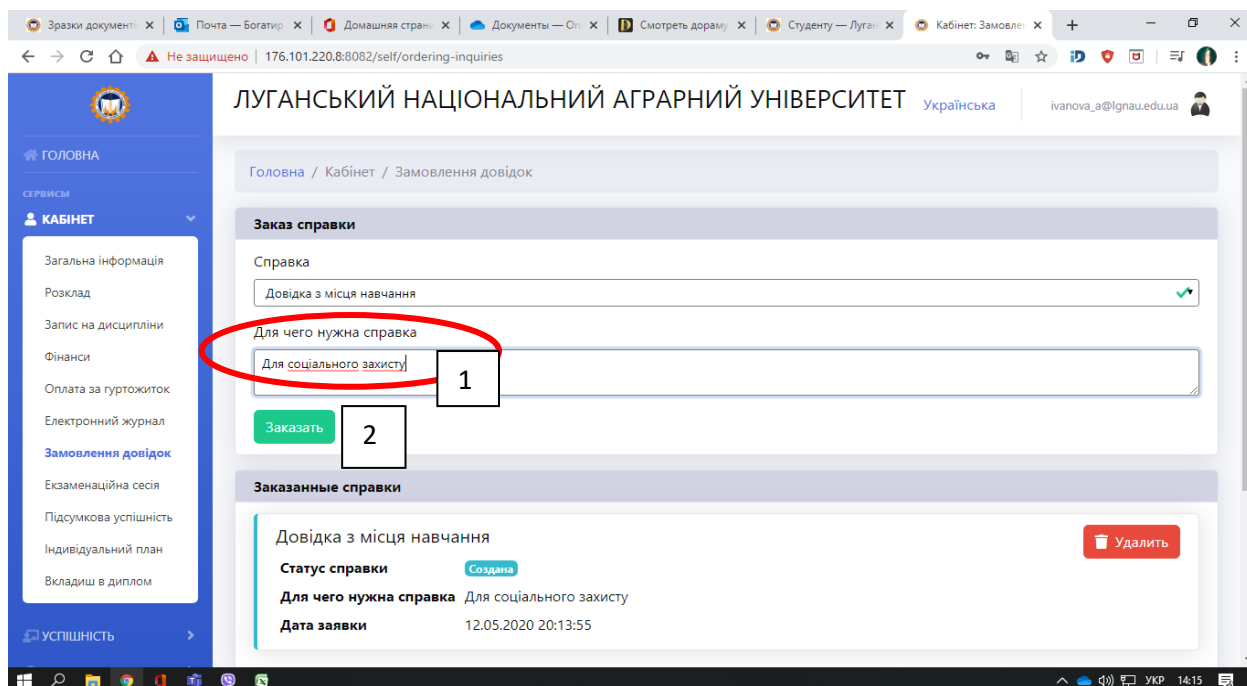 Зразки документі
Почта — Богатир
Домашняя страни
Документы — On
Смотреть дораму
Студенту — Луган
Кабінет: Замовлен
Не защищено | 176.101.220.8:8082/self/ordering-inquiries
ЛУГАНСЬКИЙ НАЦІОНАЛЬНИЙ АГРАРНИЙ УНІВЕРСИТЕТ
Українська
ivanova_a@lgnau.edu.ua
ГОЛОВНА
СЕРВИСЫ
КАБІНЕТ
Загальна інформація
Розклад
Запис на дисципліни
Фінанси
Оплата за гуртожиток
Електронний журнал
Замовлення довідок
Екзаменаційна сесія
Підсумкова успішність
Індивідуальний план
Вкладиш в диплом
УСПІШНІСТЬ
Головна / Кабінет / Замовлення довідок
Заказ справки
Справка
Довідка з місця навчання
Для чего нужна справка
Для соціального захисту
1
Заказать
2
Заказанные справки
Довідка з місця навчання
Удалить
Статус справки Создана
Для чего нужна справка Для соціального захисту
Дата заявки 12.05.2020 20:13:55
УКР 14:15